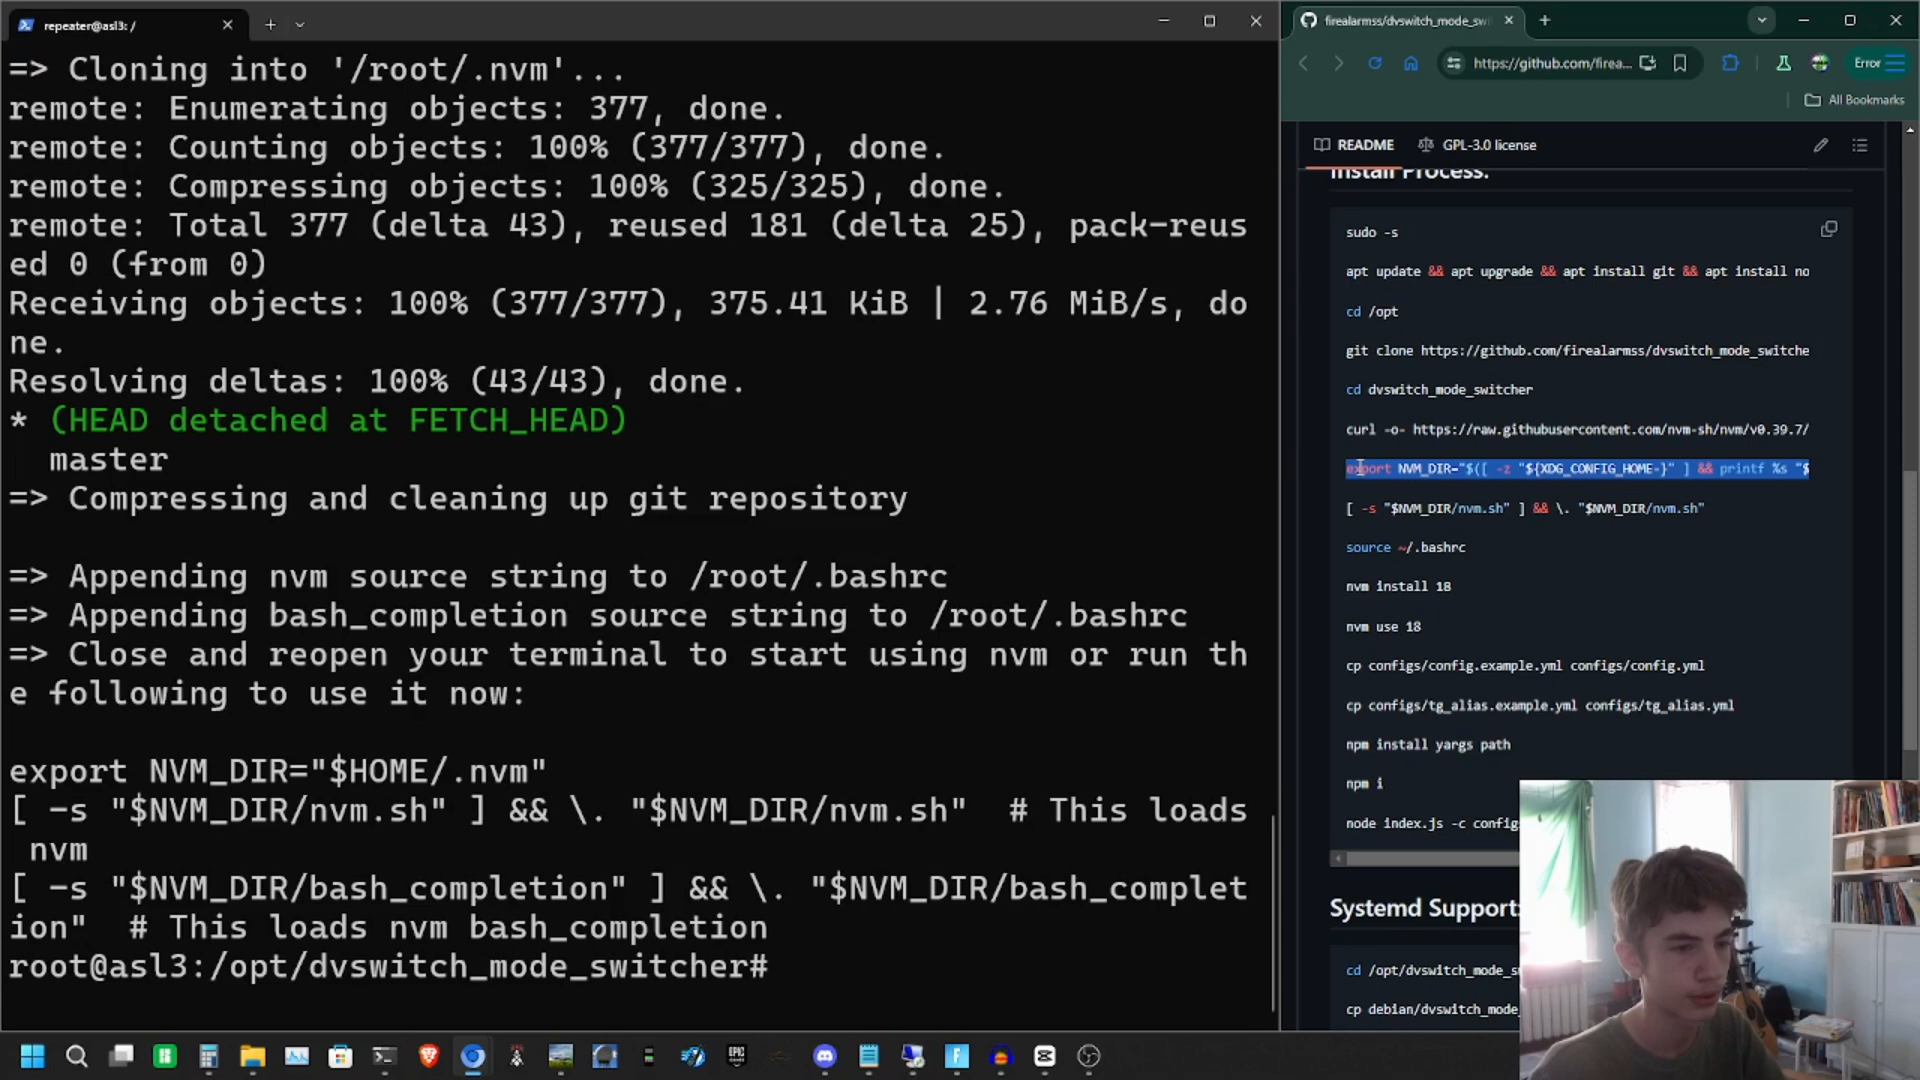 repeater@asl3: /
=> Cloning into '/root/.nvm'...
remote: Enumerating objects: 377, done.
remote: Counting objects: 100% (377/377), done.
remote: Compressing objects: 100% (325/325), done.
remote: Total 377 (delta 43), reused 181 (delta 25), pack-reus
ed 0 (from 0)
Receiving objects: 100% (377/377), 375.41 KiB | 2.76 MiB/s, do
ne.
Resolving deltas: 100% (43/43), done.
* (HEAD detached at FETCH_HEAD)
master
=> Compressing and cleaning up git repository
=> Appending nvm source string to /root/.bashrc
=> Appending bash_completion source string to /root/.bashrc
=> Close and reopen your terminal to start using nvm or run th
e following to use it now:
export NVM_DIR="$HOME/.nvm"
[ -s "$NVM_DIR/nvm.sh" ] && \. "$NVM_DIR/nvm.sh"  # This loads
nvm
[ -s "$NVM_DIR/bash_completion" ] && \. "$NVM_DIR/bash_complet
ion"  # This loads nvm bash_completion
root@asl3:/opt/dvswitch_mode_switcher#
firealarmss/dvswitch_mode_sw
https://github.com/firea...
Error
All Bookmarks
README
GPL-3.0 license
Install Process:
sudo -s
apt update && apt upgrade && apt install git && apt install no
cd /opt
git clone https://github.com/firealarmss/dvswitch_mode_switche
cd dvswitch_mode_switcher
curl -o- https://raw.githubusercontent.com/nvm-sh/nvm/v0.39.7/
export NVM_DIR="$([ -z "${XDG_CONFIG_HOME-}" ] && printf %s "$
[ -s "$NVM_DIR/nvm.sh" ] && \. "$NVM_DIR/nvm.sh"
source ~/.bashrc
nvm install 18
nvm use 18
cp configs/config.example.yml configs/config.yml
cp configs/tg_alias.example.yml configs/tg_alias.yml
npm install yargs path
npm i
node index.js -c config
Systemd Support:
cd /opt/dvswitch_mode_s
cp debian/dvswitch_mode_
EPIC